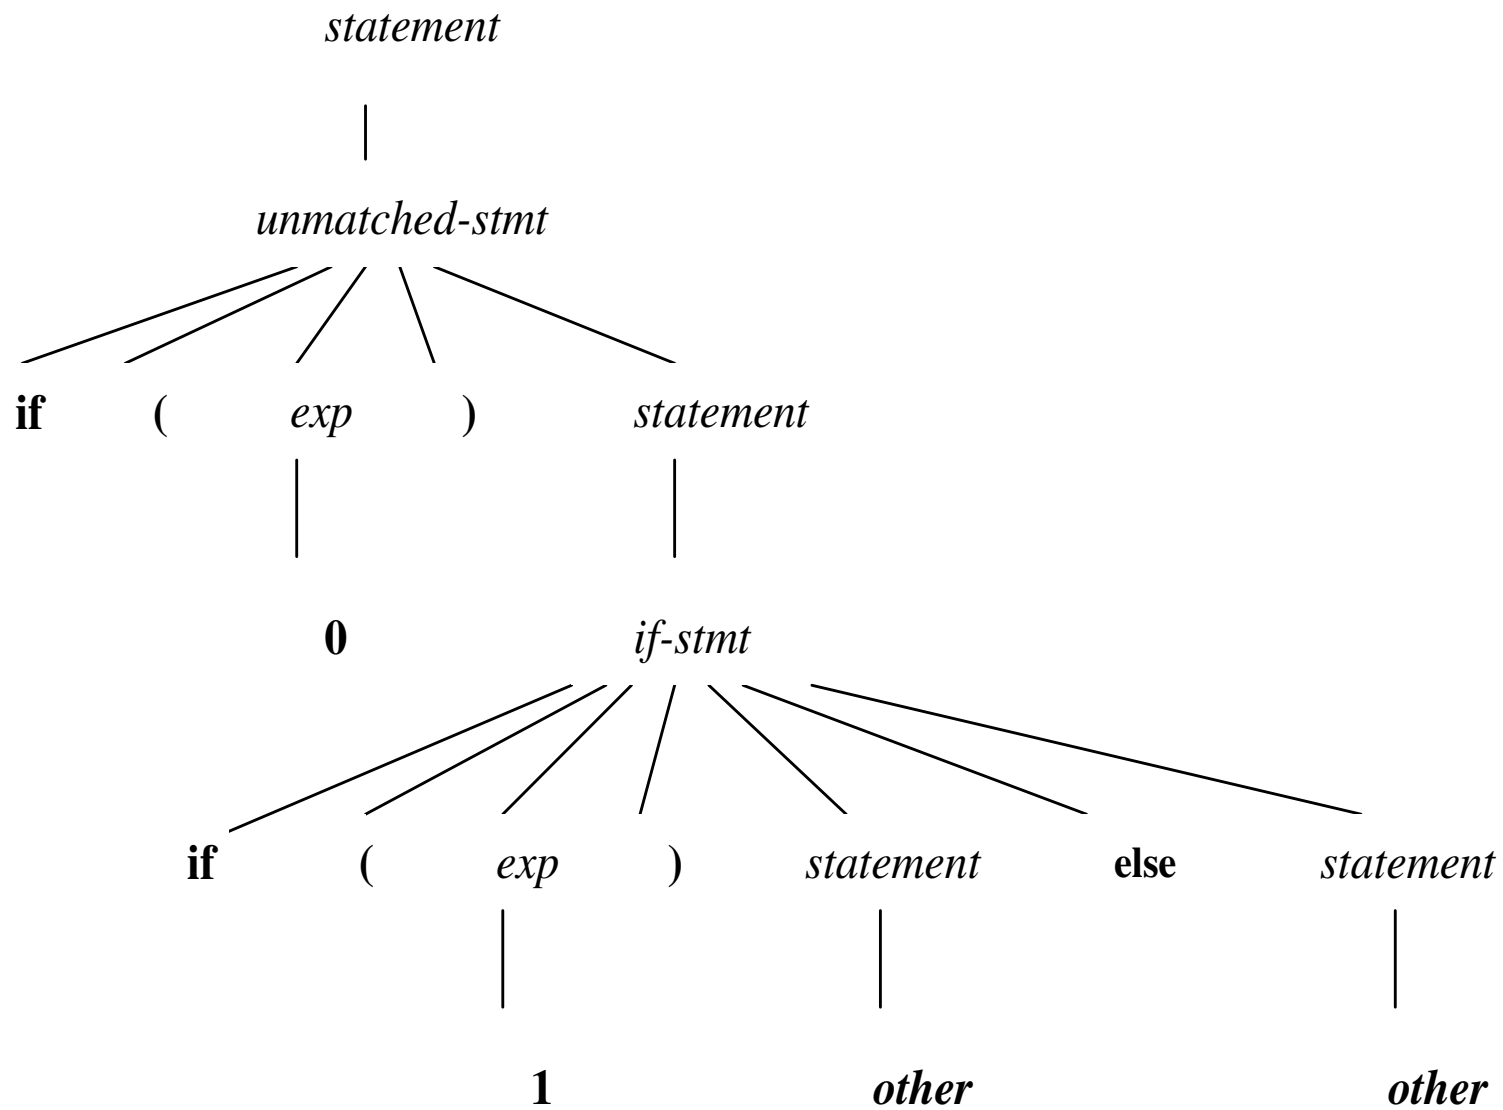 statement
unmatched-stmt
if ( exp ) statement
0 if-stmt
if ( exp ) statement else statement
1 other other